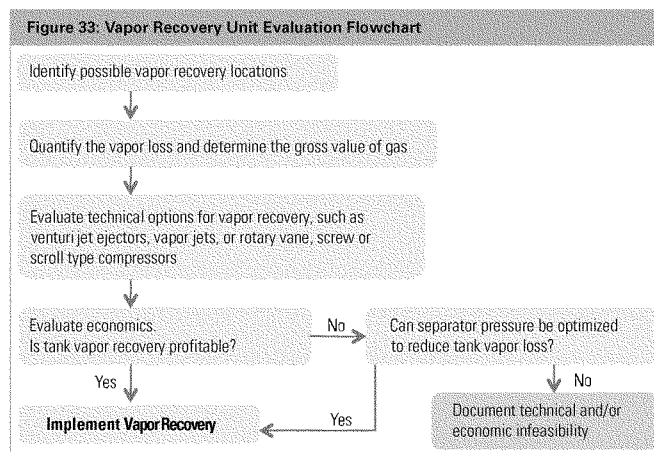 Figure 33: Vapor Recovery Unit Evaluation Flowchart
Identify possible vapor recovery locations
Quantify the vapor loss and determine the gross value of gas
Evaluate technical options for vapor recovery, such as
venturi jet ejectors, vapor jets, or rotary vane, screw or
scroll type compressors
Evaluate economics.
Is tank vapor recovery profitable?
No
Can separator pressure be optimized
to reduce tank vapor loss?
Yes
No
Implement Vapor Recovery
Yes
Document technical and/or
economic infeasibility